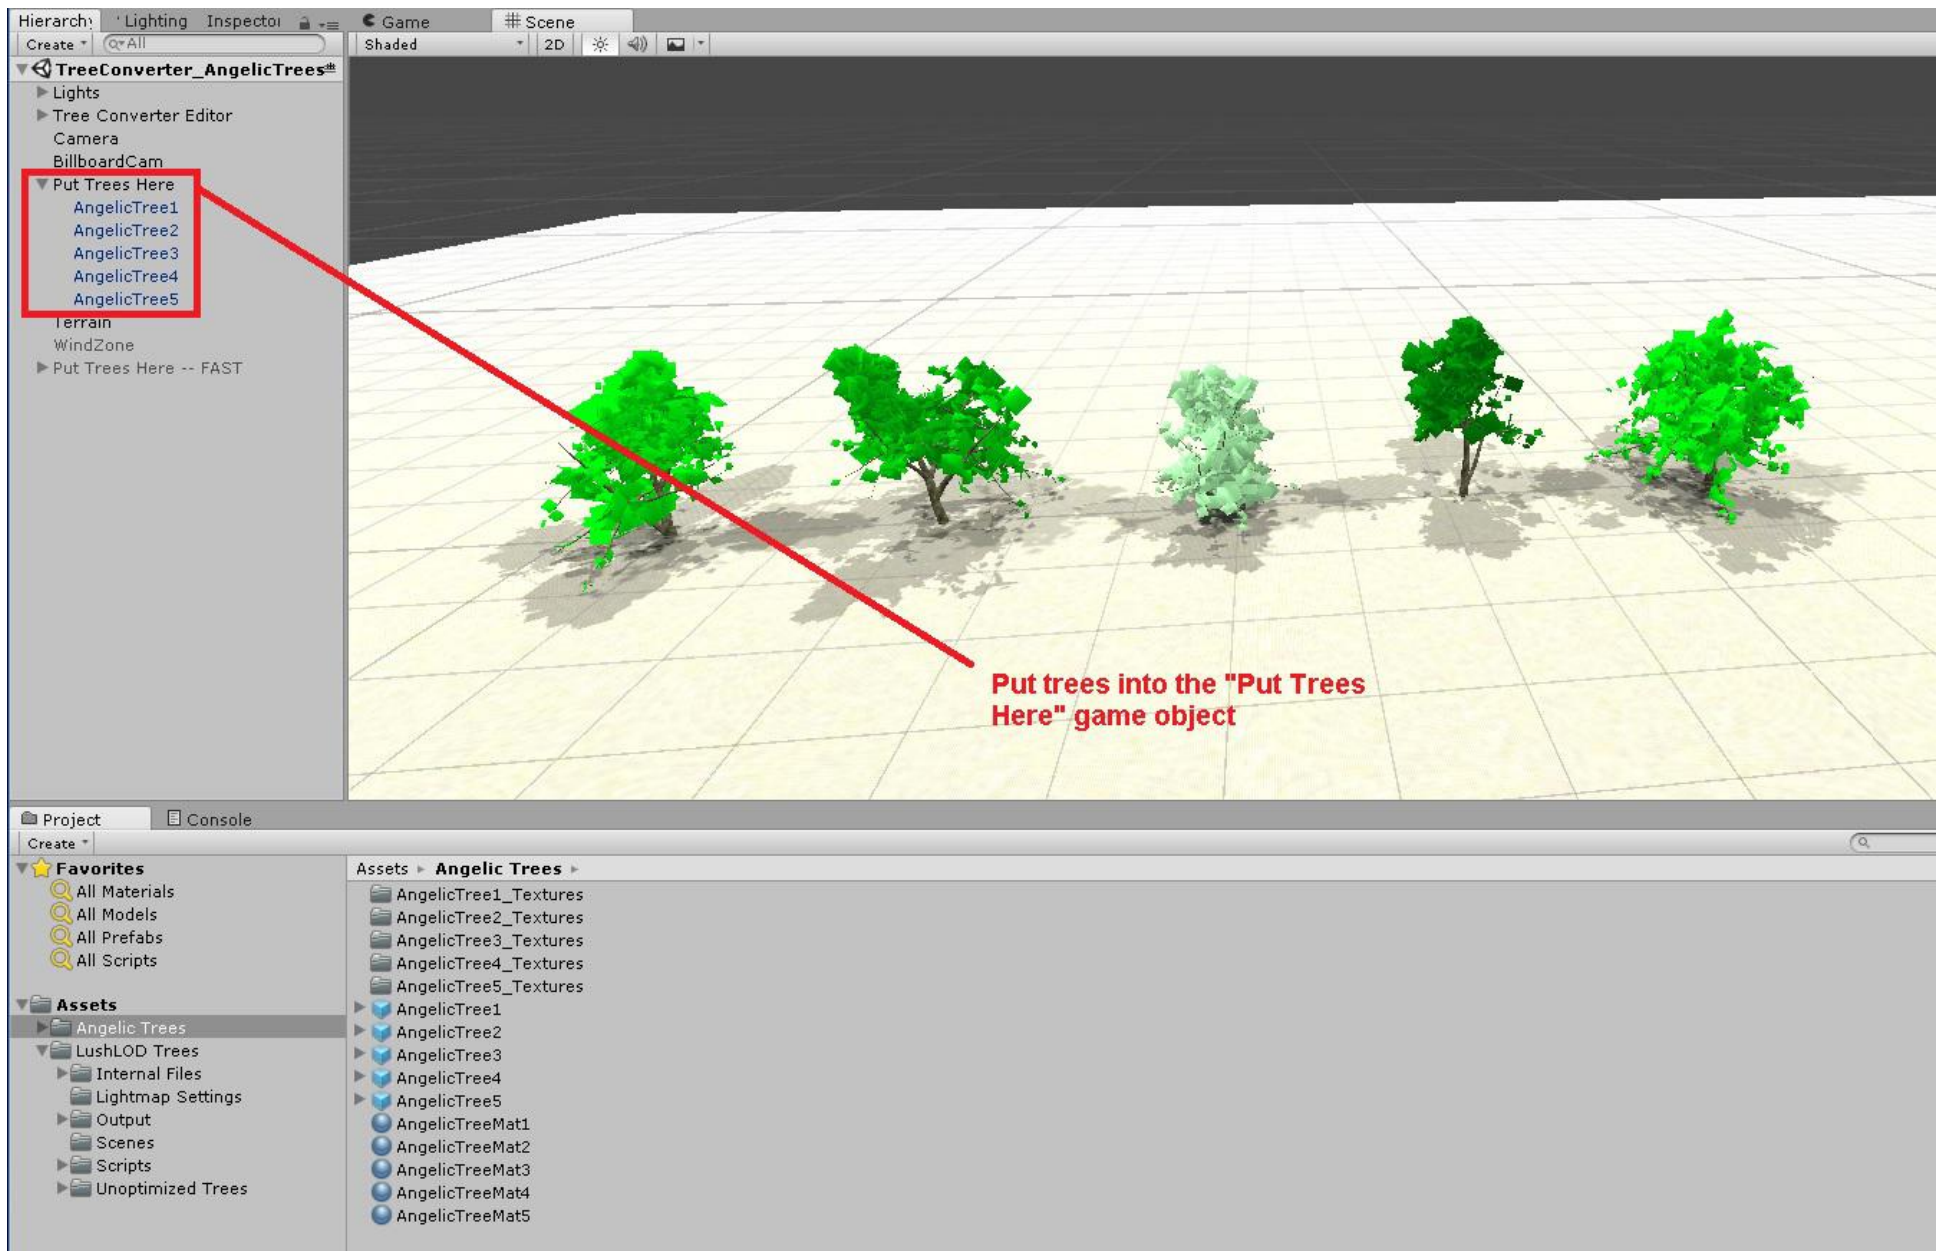 Hierarchy Lighting Inspector
Create All
TreeConverter_AngelicTrees
Lights
Tree Converter Editor
Camera
BillboardCam
Put Trees Here
AngelicTree1
AngelicTree2
AngelicTree3
AngelicTree4
AngelicTree5
Terrain
WindZone
Put Trees Here -- FAST
Game Scene
Shaded 2D
Put trees into the "Put Trees
Here" game object
Project Console
Create
Favorites
All Materials
All Models
All Prefabs
All Scripts
Assets
Angelic Trees
LushLOD Trees
Internal Files
Lightmap Settings
Output
Scenes
Scripts
Unoptimized Trees
Assets Angelic Trees
AngelicTree1_Textures
AngelicTree2_Textures
AngelicTree3_Textures
AngelicTree4_Textures
AngelicTree5_Textures
AngelicTree1
AngelicTree2
AngelicTree3
AngelicTree4
AngelicTree5
AngelicTreeMat1
AngelicTreeMat2
AngelicTreeMat3
AngelicTreeMat4
AngelicTreeMat5